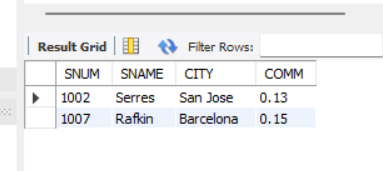 Result Grid Filter Rows:
SNUM SNAME CITY COMM
1002 Serres San Jose 0.13
1007 Rafkin Barcelona 0.15